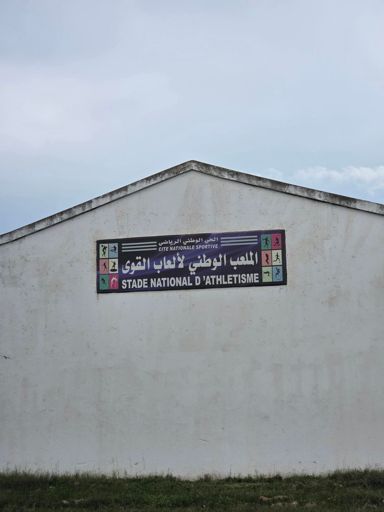 الحي الوطني الرياضي
CITE NATIONALE SPORTIVE
الملعب الوطني لألعاب القوى
STADE NATIONAL D'ATHLETISME